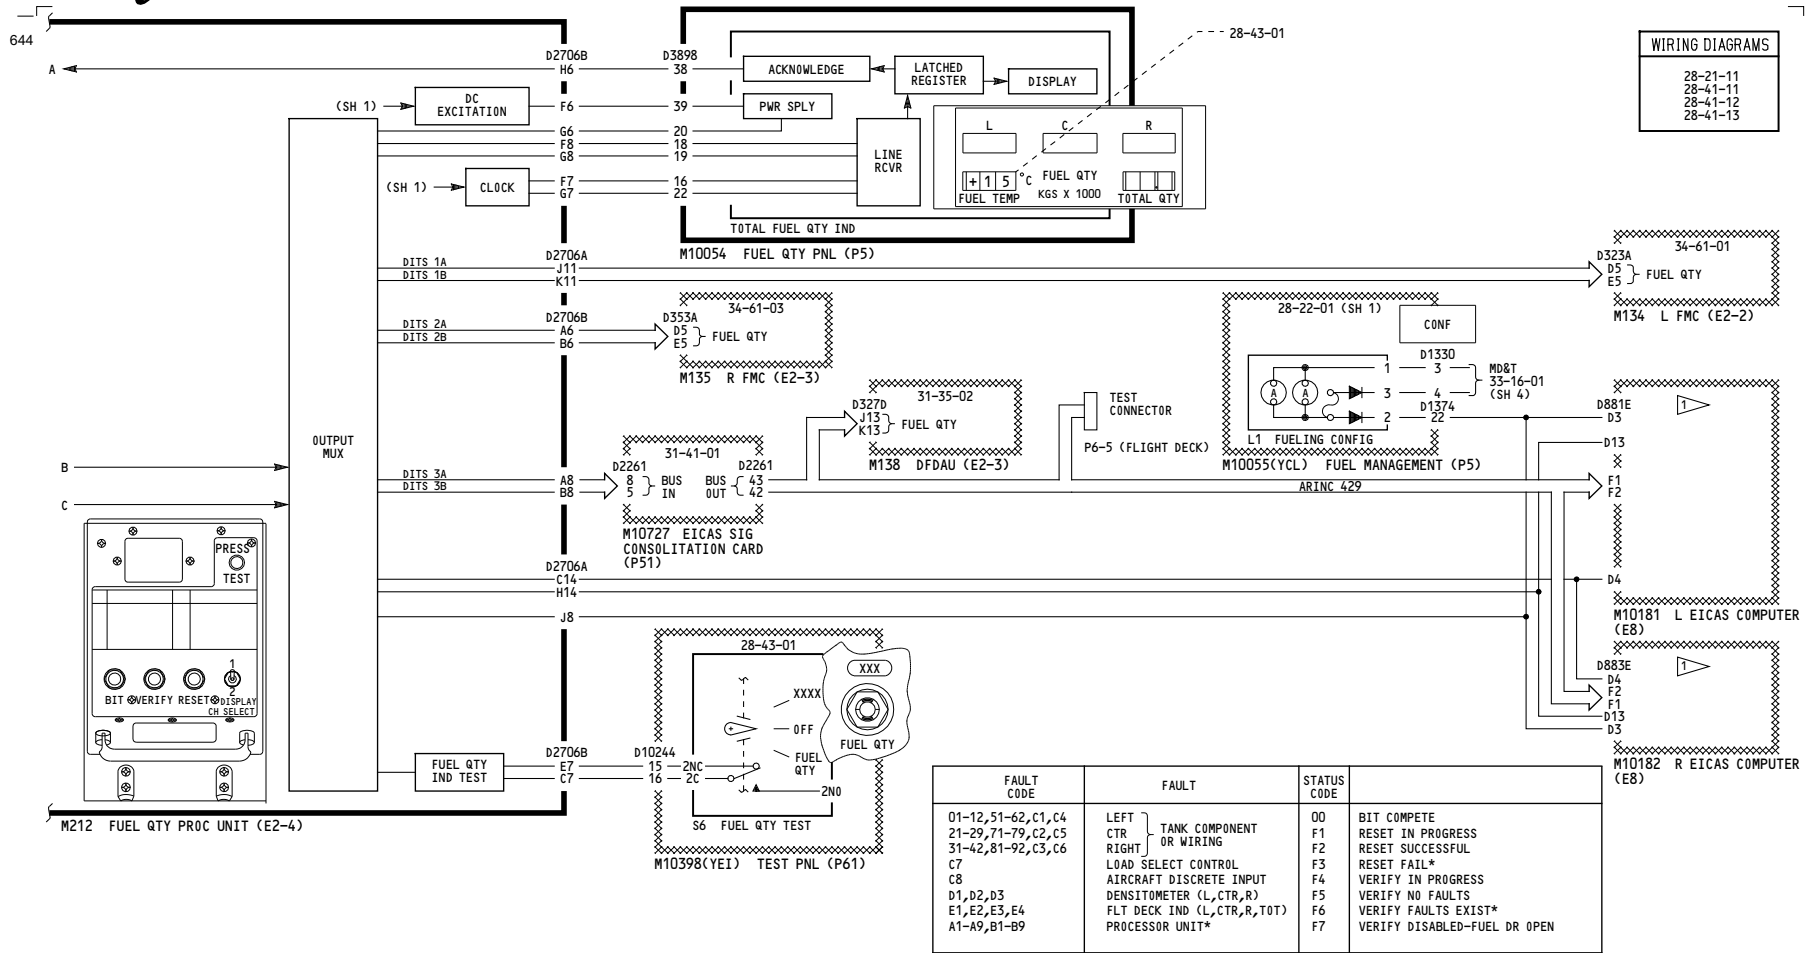 644
A
D2706B
H6
D3898
38
ACKNOWLEDGE
LATCHED
REGISTER
DISPLAY
28-43-01
WIRING DIAGRAMS
28-21-11
28-41-11
28-41-12
28-41-13
(SH 1)
DC
EXCITATION
F6
39
PWR SPLY
G6
20
F8
18
G8
19
LINE
RCVR
(SH 1)
CLOCK
F7
16
G7
22
L
C
R
+15
°C
FUEL QTY
KGS X 1000
FUEL TEMP
TOTAL QTY
TOTAL FUEL QTY IND
M10054 FUEL QTY PNL (P5)
DITS 1A
DITS 1B
D2706A
J11
K11
34-61-01
D323A
D5
E5
FUEL QTY
M134 L FMC (E2-2)
DITS 2A
DITS 2B
D2706B
A6
B6
34-61-03
D353A
D5
E5
FUEL QTY
M135 R FMC (E2-3)
28-22-01 (SH 1)
CONF
D1330
1
3
3
4
D1374
2
22
A
A
MD&T
33-16-01
(SH 4)
L1 FUELING CONFIG
M10055(YCL) FUEL MANAGEMENT (P5)
31-35-02
D327D
J13
K13
FUEL QTY
M138 DFDAU (E2-3)
TEST
CONNECTOR
P6-5 (FLIGHT DECK)
OUTPUT
MUX
B
C
DITS 3A
DITS 3B
A8
B8
31-41-01
D2261
8
5
BUS
IN
BUS
OUT
D2261
43
42
M10727 EICAS SIG
CONSOLITATION CARD
(P51)
ARINC 429
D881E
D3
1
D13
F1
F2
D4
M10181 L EICAS COMPUTER
(E8)
D2706A
C14
H14
J8
D883E
D4
1
F2
F1
D13
D3
M10182 R EICAS COMPUTER
(E8)
PRESS
TEST
BIT
VERIFY
RESET
1
2
DISPLAY
CH SELECT
M212 FUEL QTY PROC UNIT (E2-4)
FUEL QTY
IND TEST
D2706B
E7
C7
D10244
15
16
2NC
2C
2NO
28-43-01
XXXX
OFF
FUEL
QTY
XXX
FUEL QTY
S6 FUEL QTY TEST
M10398(YEI) TEST PNL (P61)
FAULT
CODE
FAULT
STATUS
CODE
01-12,51-62,C1,C4 LEFT 00 BIT COMPETE
21-29,71-79,C2,C5 CTR TANK COMPONENT F1 RESET IN PROGRESS
OR WIRING
31-42,81-92,C3,C6 RIGHT F2 RESET SUCCESSFUL
C7 LOAD SELECT CONTROL F3 RESET FAIL*
C8 AIRCRAFT DISCRETE INPUT F4 VERIFY IN PROGRESS
D1,D2,D3 DENSITOMETER (L,CTR,R) F5 VERIFY NO FAULTS
E1,E2,E3,E4 FLT DECK IND (L,CTR,R,TOT) F6 VERIFY FAULTS EXIST*
A1-A9,B1-B9 PROCESSOR UNIT* F7 VERIFY DISABLED-FUEL DR OPEN